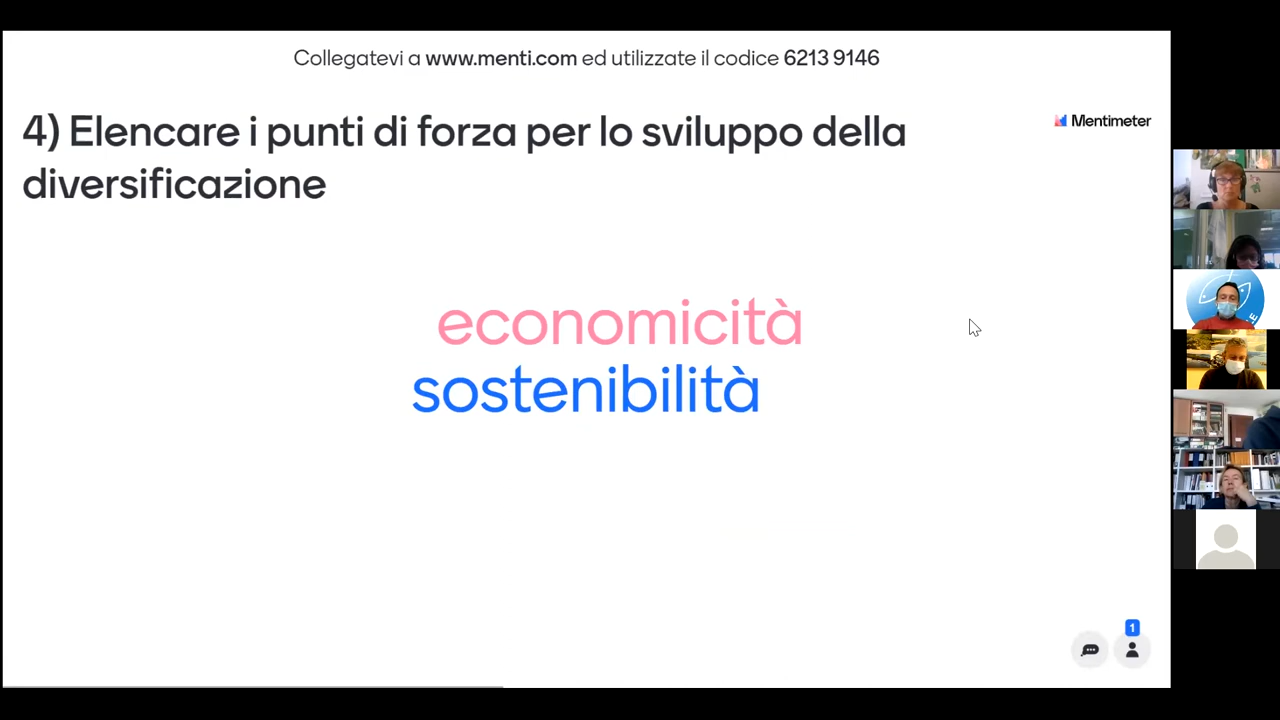 Collegatevi a www.menti.com ed utilizzate il codice 6213 9146
4) Elencare i punti di forza per lo sviluppo della
diversificazione
Mentimeter
economicità
sostenibilità
1